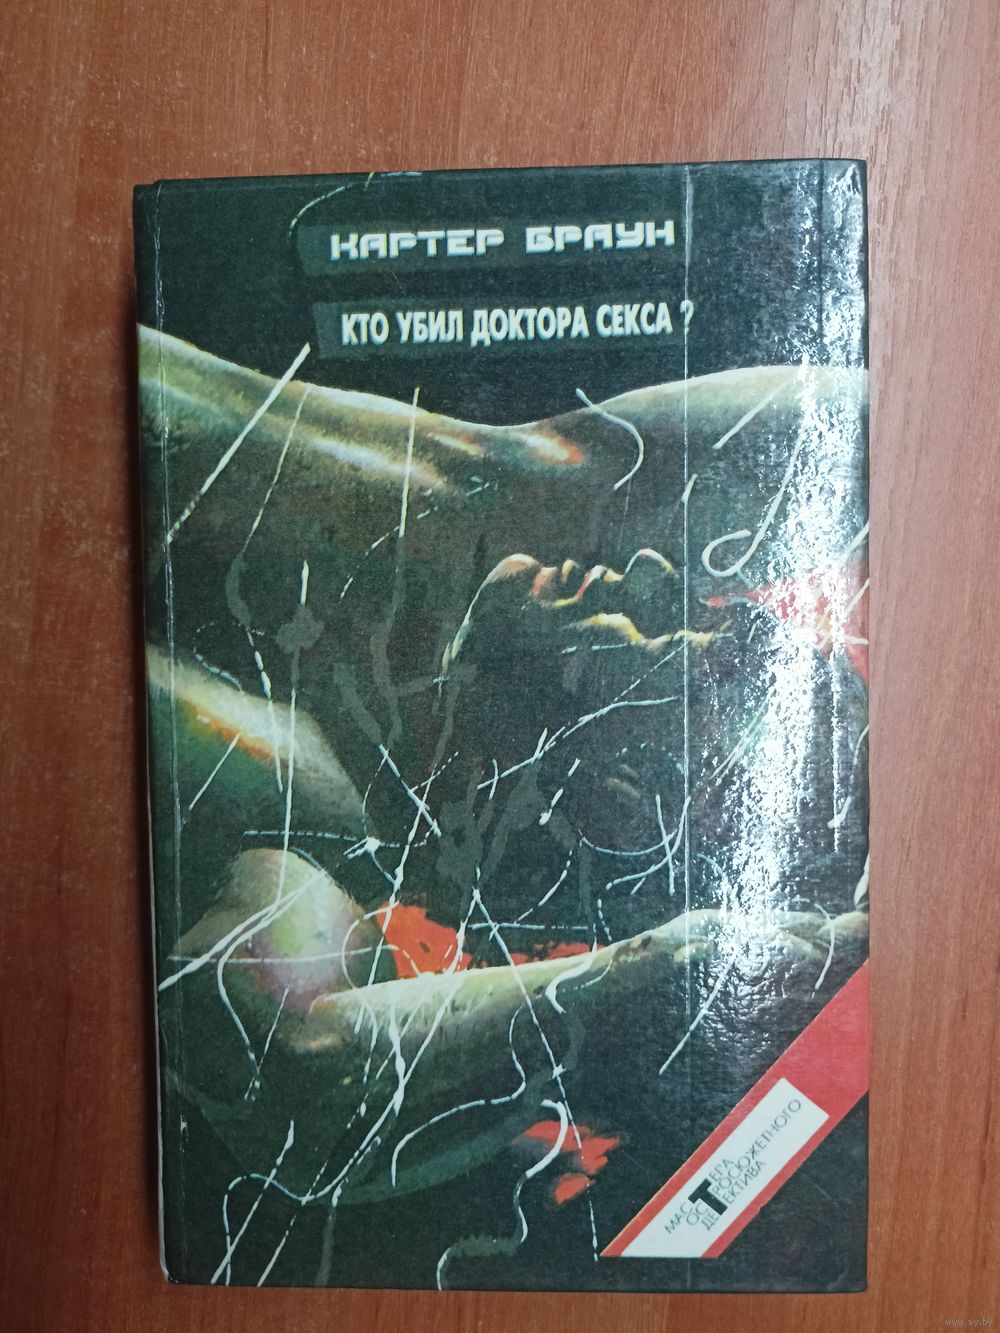 КАРТЕР БРАУН
КТО УБИЛ ДОКТОРА СЕКСА ?
МАСТЕРА
ОСТРОСЮЖЕТНОГО
ДЕТЕКТИВА
www.ay.by